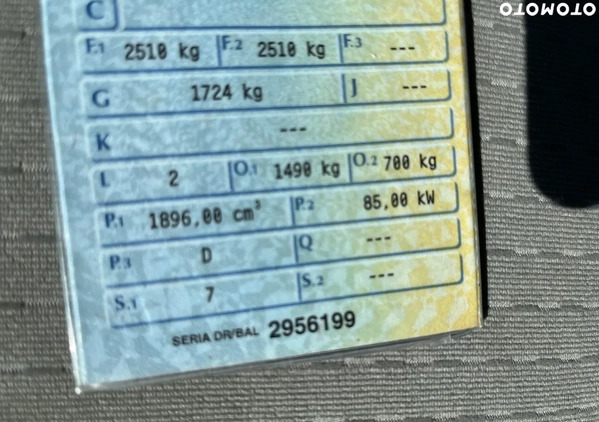 OTOMOTO
C
F.1 2510 kg F.2 2510 kg F.3 ---
G 1724 kg J ---
K ---
L 2 O.1 1490 kg O.2 700 kg
P.1 1896,00 cm³ P.2 85,00 kW
P.3 D Q ---
S.1 7 S.2 ---
SERIA DR/BAL 2956199